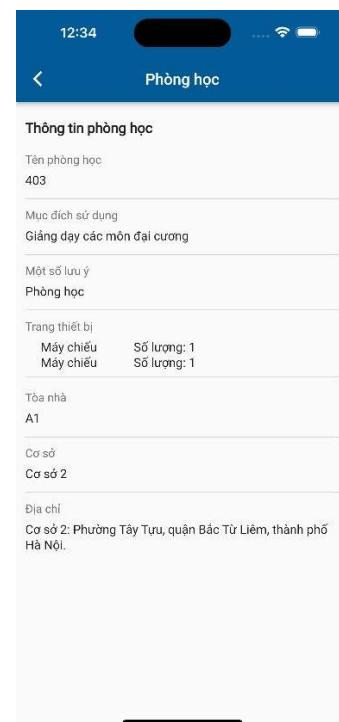 12:34
Phòng học
Thông tin phòng học
Tên phòng học
403
Mục đích sử dụng
Giảng dạy các môn đại cương
Một số lưu ý
Phòng học
Trang thiết bị
Máy chiếu Số lượng: 1
Máy chiếu Số lượng: 1
Tòa nhà
A1
Cơ sở
Cơ sở 2
Địa chỉ
Cơ sở 2: Phường Tây Tựu, quận Bắc Từ Liêm, thành phố
Hà Nội.